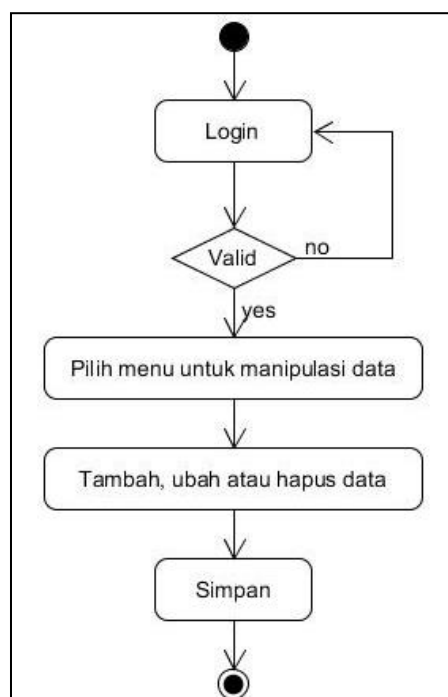 Login
Valid
no
yes
Pilih menu untuk manipulasi data
Tambah, ubah atau hapus data
Simpan